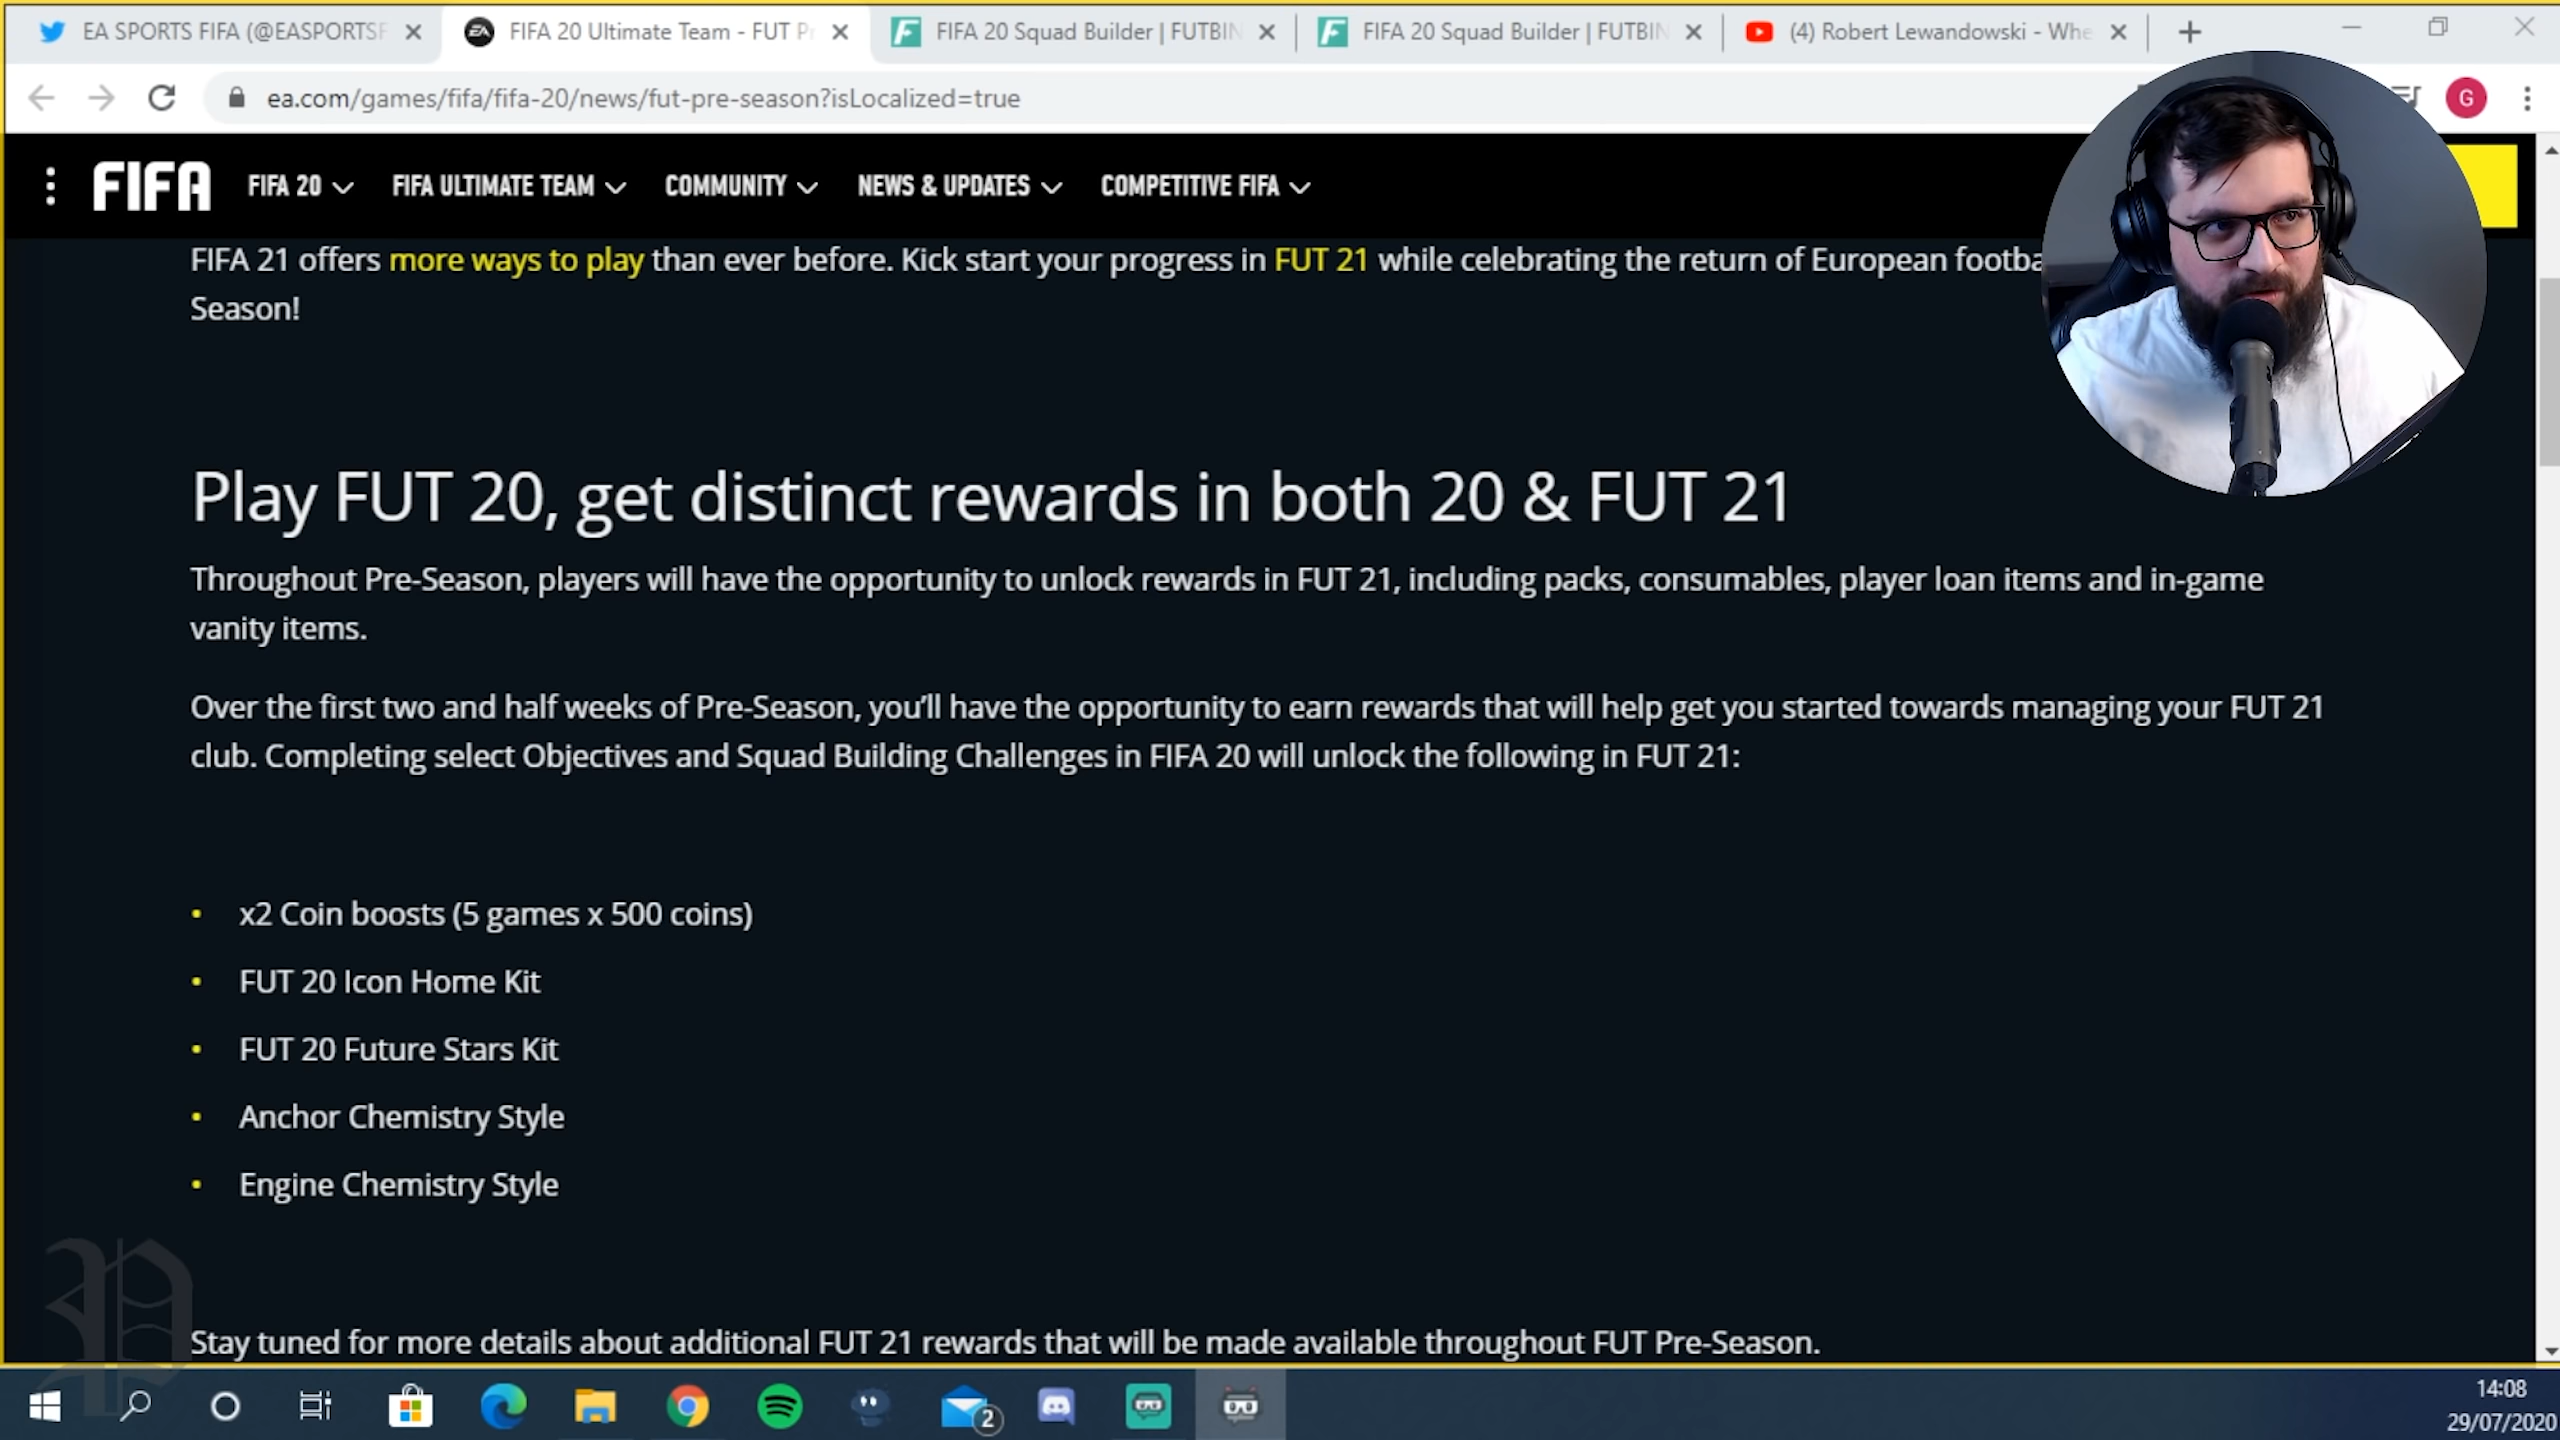 EA SPORTS FIFA (@EASPORTSF
FIFA 20 Ultimate Team - FUT Pr
FIFA 20 Squad Builder | FUTBIN
FIFA 20 Squad Builder | FUTBIN
(4) Robert Lewandowski - Whe
ea.com/games/fifa/fifa-20/news/fut-pre-season?isLocalized=true
G
FIFA
FIFA 20
FIFA ULTIMATE TEAM
COMMUNITY
NEWS & UPDATES
COMPETITIVE FIFA
FIFA 21 offers more ways to play than ever before. Kick start your progress in FUT 21 while celebrating the return of European footba
Season!
Play FUT 20, get distinct rewards in both 20 & FUT 21
Throughout Pre-Season, players will have the opportunity to unlock rewards in FUT 21, including packs, consumables, player loan items and in-game
vanity items.
Over the first two and half weeks of Pre-Season, you'll have the opportunity to earn rewards that will help get you started towards managing your FUT 21
club. Completing select Objectives and Squad Building Challenges in FIFA 20 will unlock the following in FUT 21:
• x2 Coin boosts (5 games x 500 coins)
• FUT 20 Icon Home Kit
• FUT 20 Future Stars Kit
• Anchor Chemistry Style
• Engine Chemistry Style
Stay tuned for more details about additional FUT 21 rewards that will be made available throughout FUT Pre-Season.
2
14:08
29/07/2020